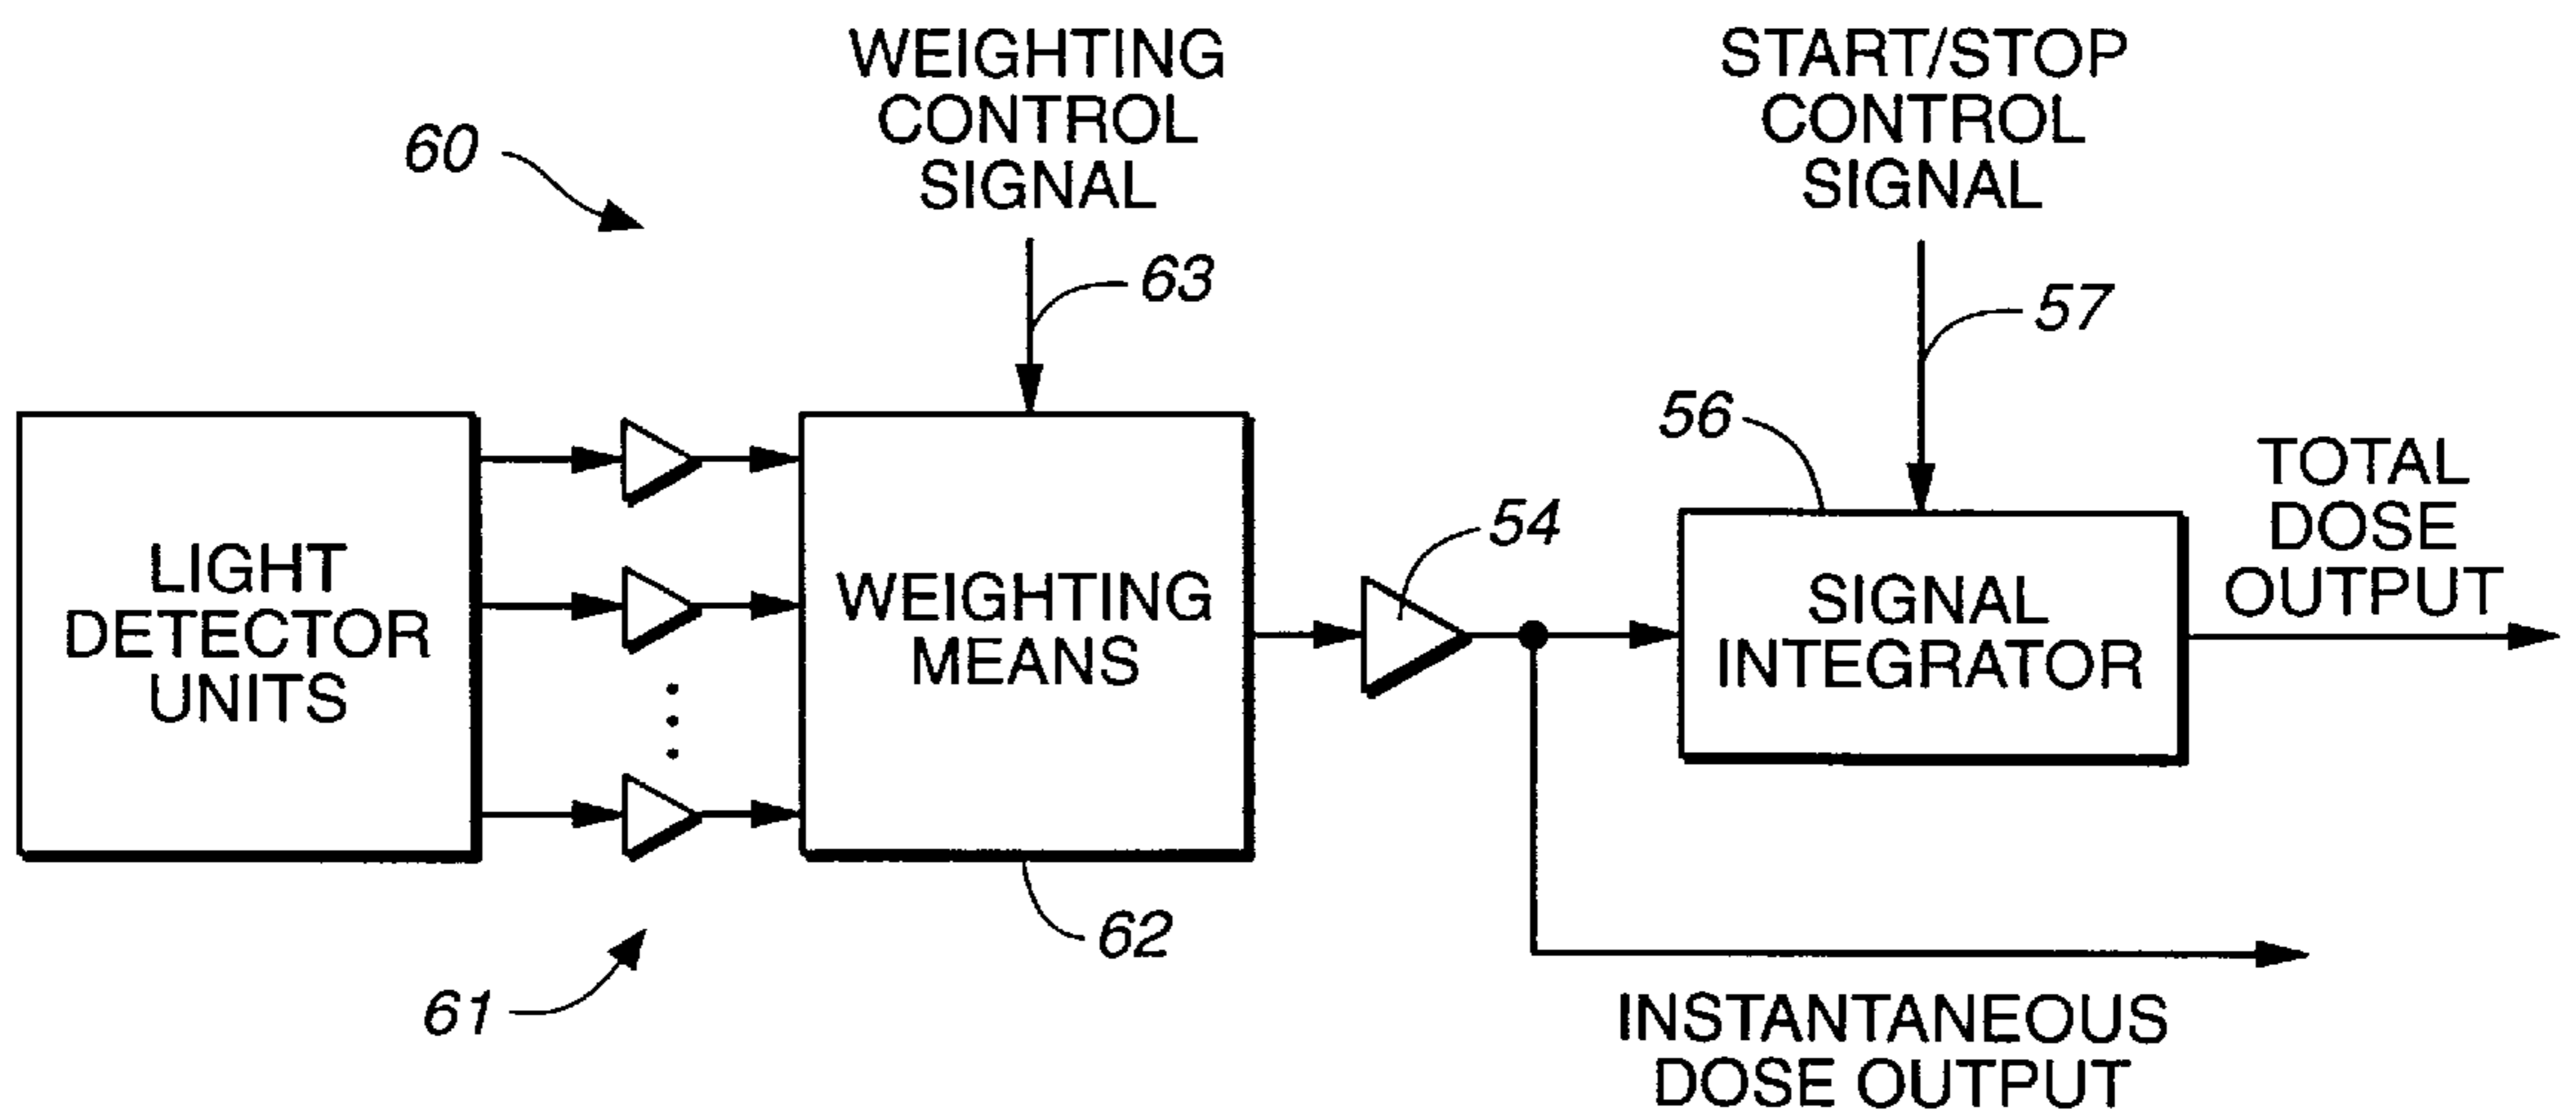 WEIGHTING
CONTROL
SIGNAL
START/STOP
CONTROL
SIGNAL
60
63
57
56
54
LIGHT
DETECTOR
UNITS
WEIGHTING
MEANS
SIGNAL
INTEGRATOR
TOTAL
DOSE
OUTPUT
62
61
INSTANTANEOUS
DOSE OUTPUT